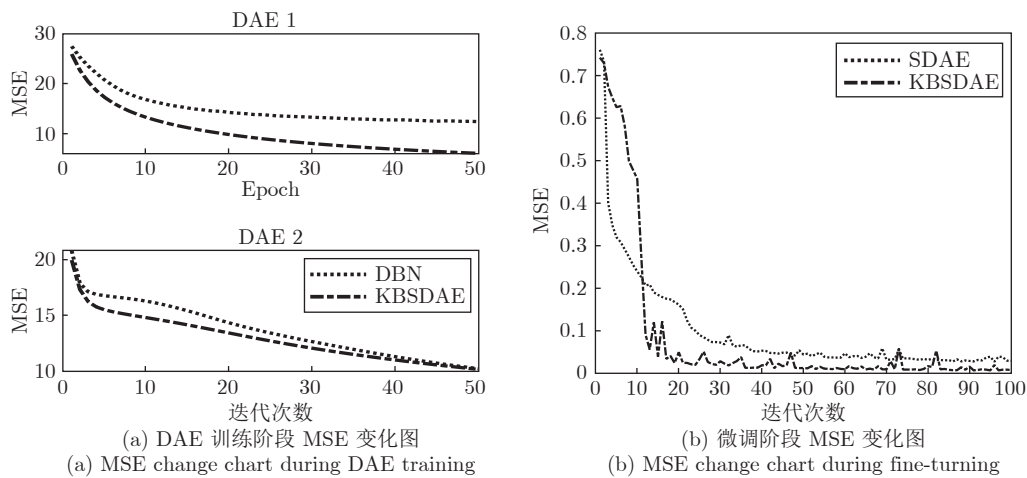 DAE 1
MSE
30
20
10
0 10 20 30 40 50
Epoch
DAE 2
MSE
20
15
10
DBN
KBSDAE
0 10 20 30 40 50
迭代次数
(a) DAE 训练阶段 MSE 变化图
(a) MSE change chart during DAE training
MSE
0.8
0.7
0.6
0.5
0.4
0.3
0.2
0.1
0
SDAE
KBSDAE
0 10 20 30 40 50 60 70 80 90 100
迭代次数
(b) 微调阶段 MSE 变化图
(b) MSE change chart during fine-turning